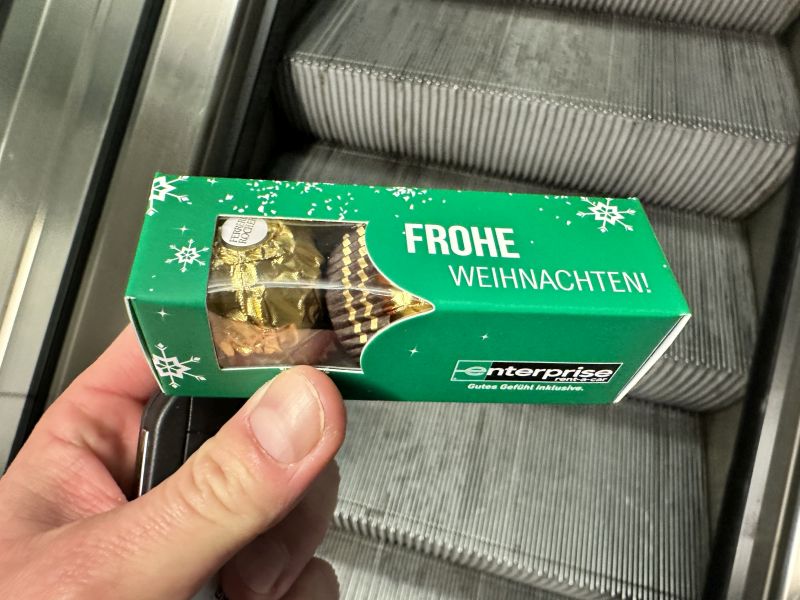 FERRERO
ROCHER
FROHE
WEIHNACHTEN!
enterprise
rent-a-car
Gutes Gefühl inklusive.